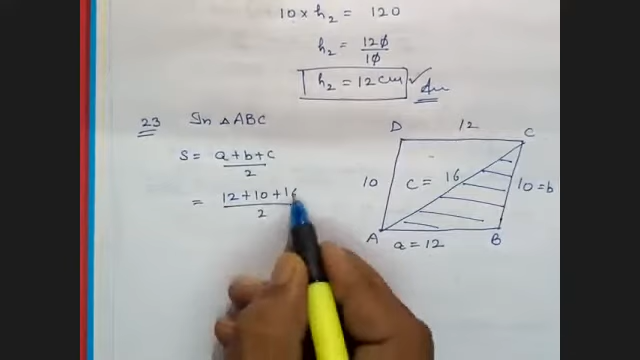 10 × h₂ = 120
h₂ = 120/10
h₂ = 12 cm ✓ Ans
23 In △ABC
S = a+b+c/2
= 12+10+16/2
D 12 C
10 c = 16 10 = b
A a = 12 B